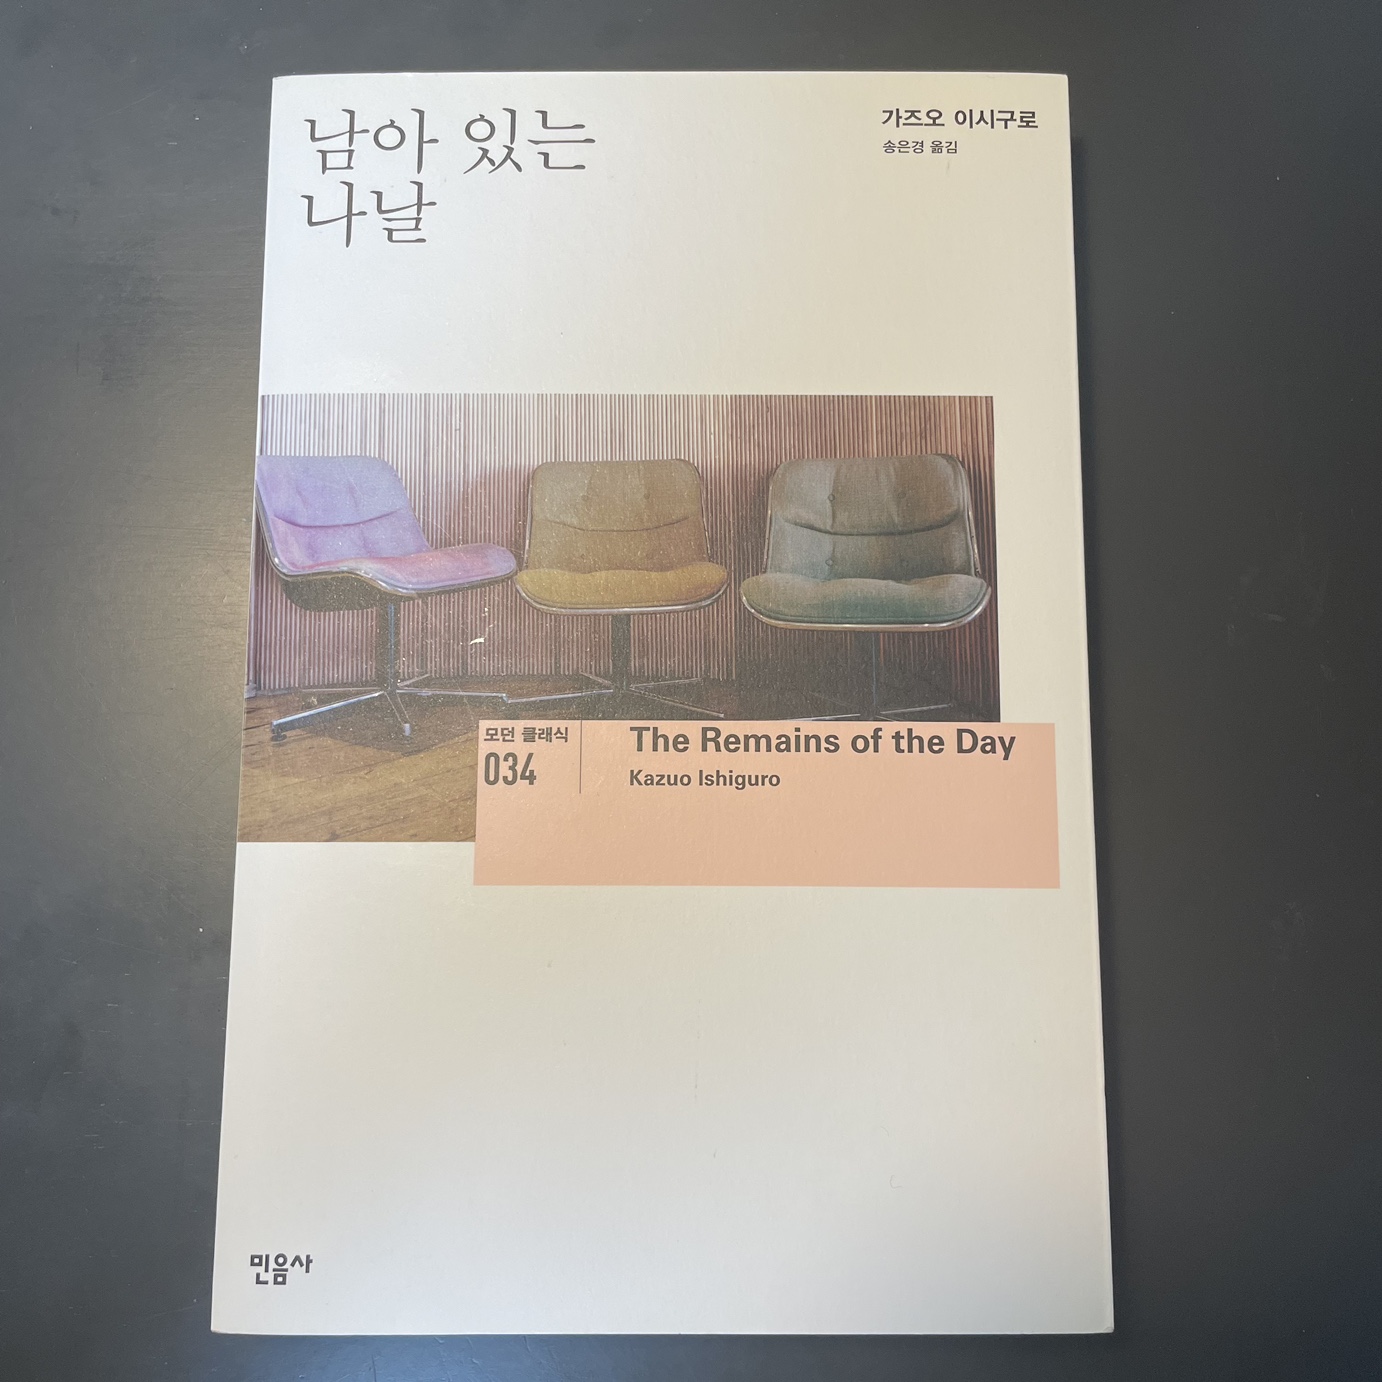 남아 있는
나날
가즈오 이시구로
송은경 옮김
모던 클래식
034
The Remains of the Day
Kazuo Ishiguro
민음사